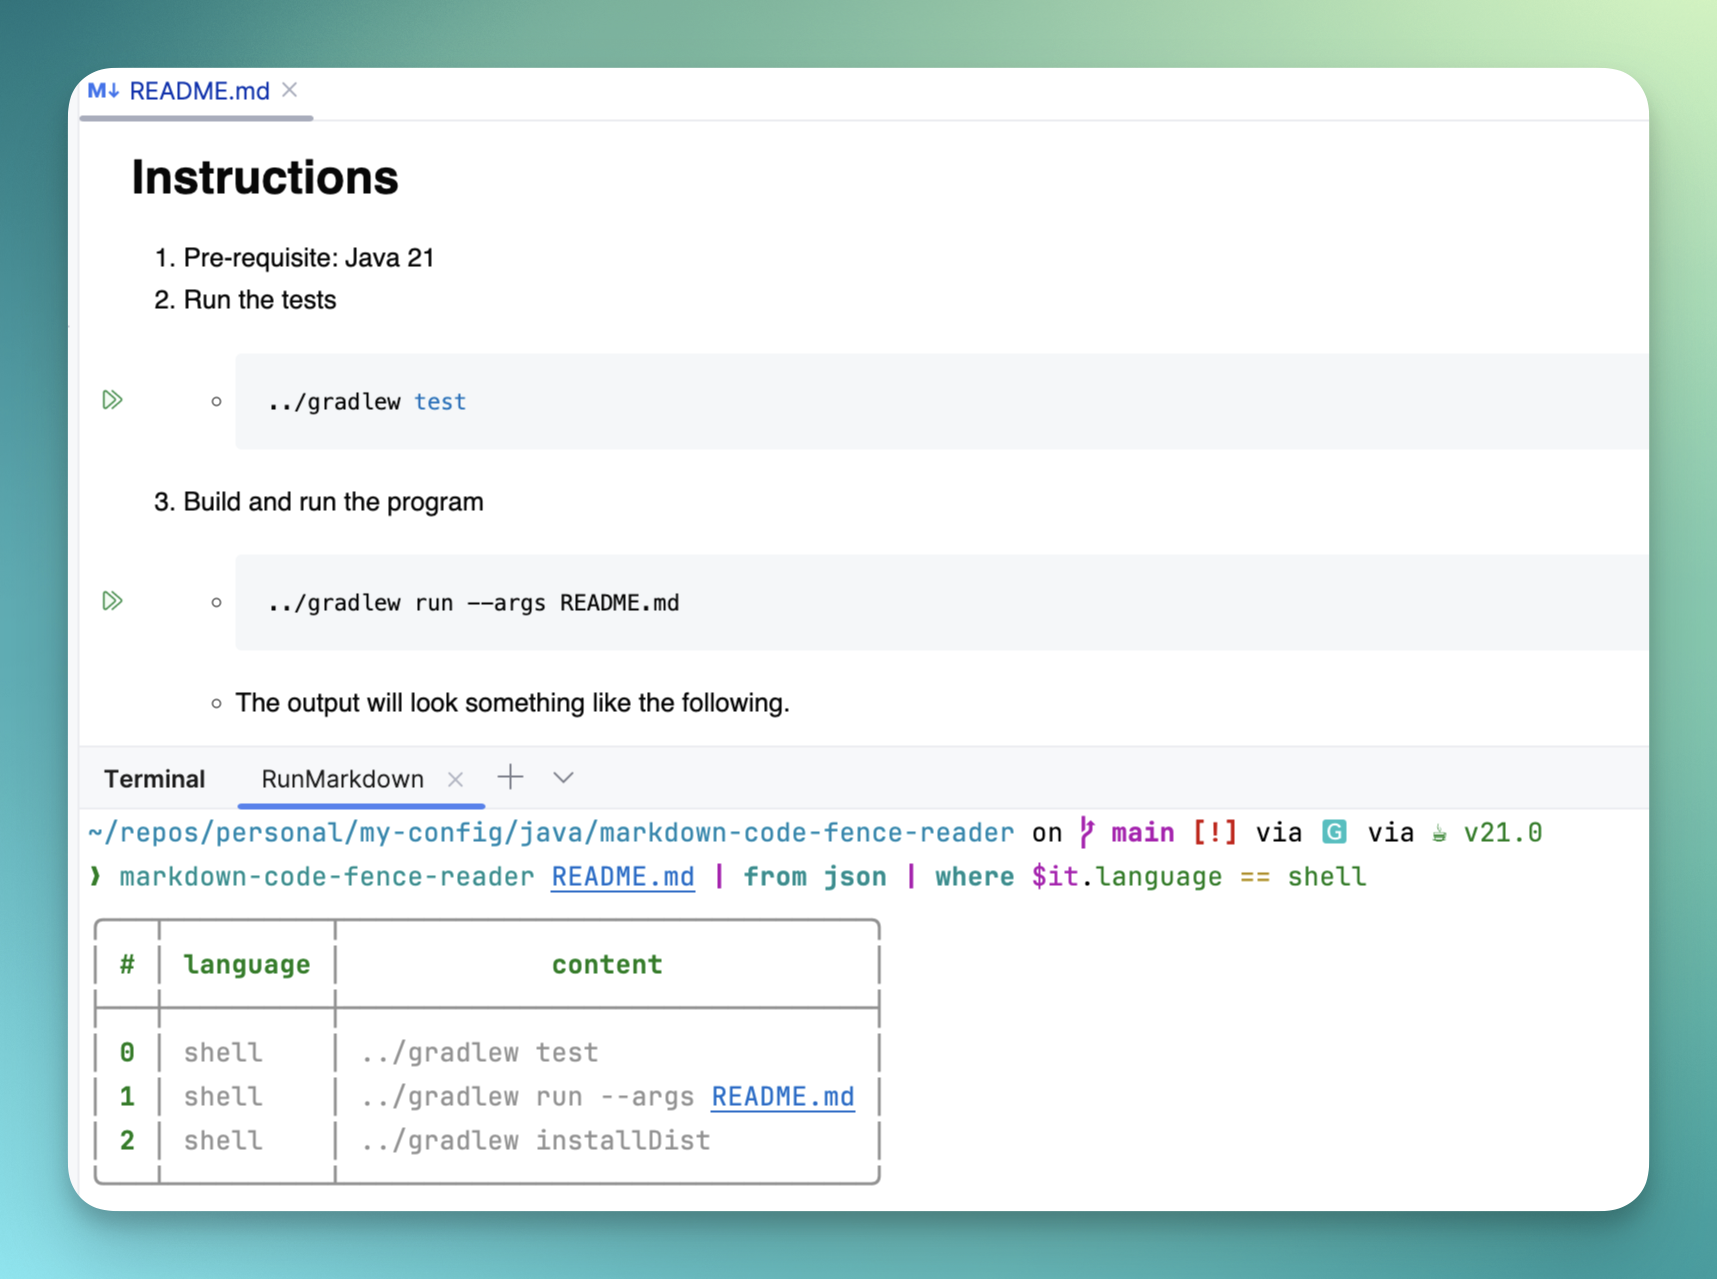 M↓ README.md ×
Instructions
1. Pre-requisite: Java 21
2. Run the tests
../gradlew test
3. Build and run the program
../gradlew run --args README.md
The output will look something like the following.
Terminal RunMarkdown × +
~/repos/personal/my-config/java/markdown-code-fence-reader on main [!] via G via v21.0
❯ markdown-code-fence-reader README.md | from json | where $it.language == shell
# language content
0 shell ../gradlew test
1 shell ../gradlew run --args README.md
2 shell ../gradlew installDist